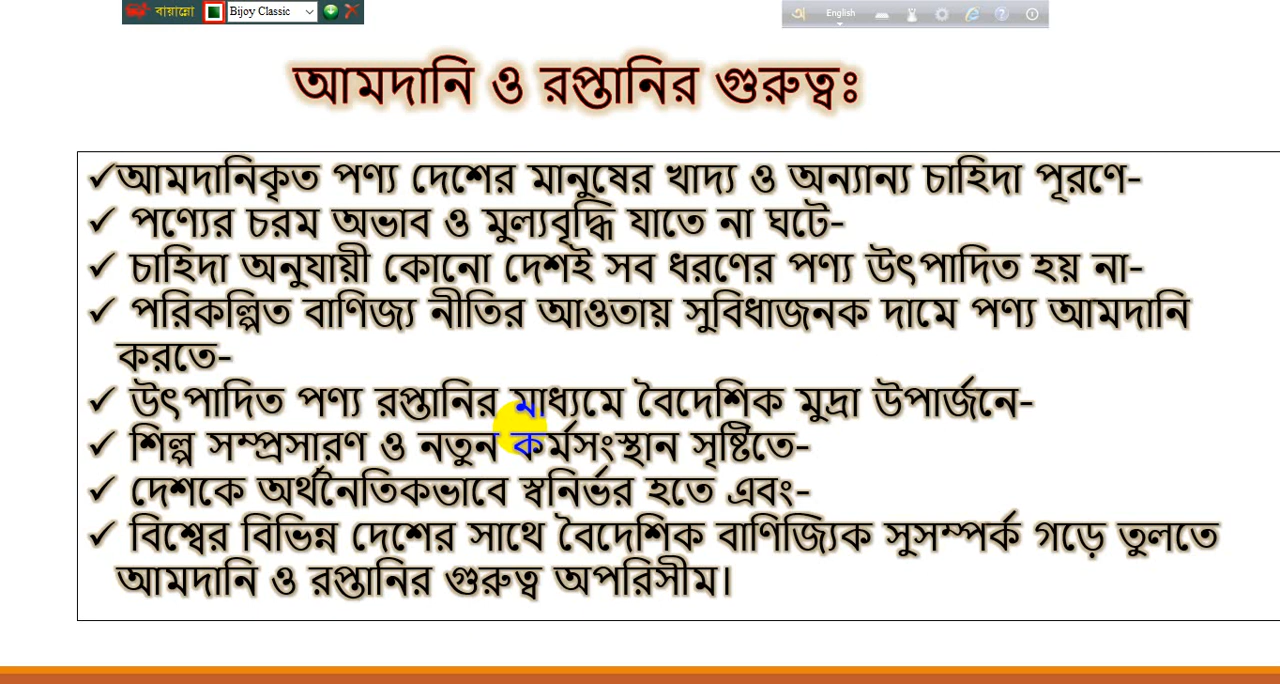 বায়ান্নো
Bijoy Classic
অ
English
আমদানি ও রপ্তানির গুরুত্বঃ
✓আমদানিকৃত পণ্য দেশের মানুষের খাদ্য ও অন্যান্য চাহিদা পূরণে-
✓ পণ্যের চরম অভাব ও মুল্যবৃদ্ধি যাতে না ঘটে-
✓ চাহিদা অনুযায়ী কোনো দেশই সব ধরণের পণ্য উৎপাদিত হয় না-
✓ পরিকল্পিত বাণিজ্য নীতির আওতায় সুবিধাজনক দামে পণ্য আমদানি
করতে-
✓ উৎপাদিত পণ্য রপ্তানির মাধ্যমে বৈদেশিক মুদ্রা উপার্জনে-
✓ শিল্প সম্প্রসারণ ও নতুন কর্মসংস্থান সৃষ্টিতে-
✓ দেশকে অর্থনৈতিকভাবে স্বনির্ভর হতে এবং-
✓ বিশ্বের বিভিন্ন দেশের সাথে বৈদেশিক বাণিজ্যিক সুসম্পর্ক গড়ে তুলতে
আমদানি ও রপ্তানির গুরুত্ব অপরিসীম।